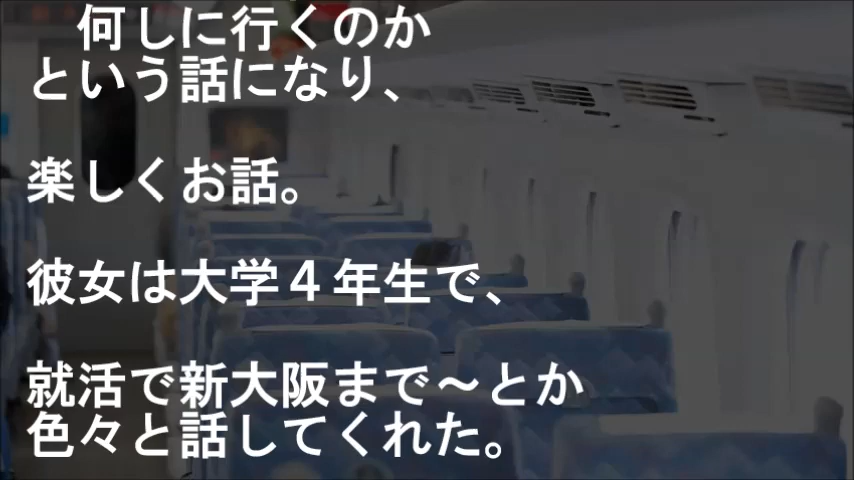 何しに行くのか
という話になり、
楽しくお話。
彼女は大学４年生で、
就活で新大阪まで～とか
色々と話してくれた。